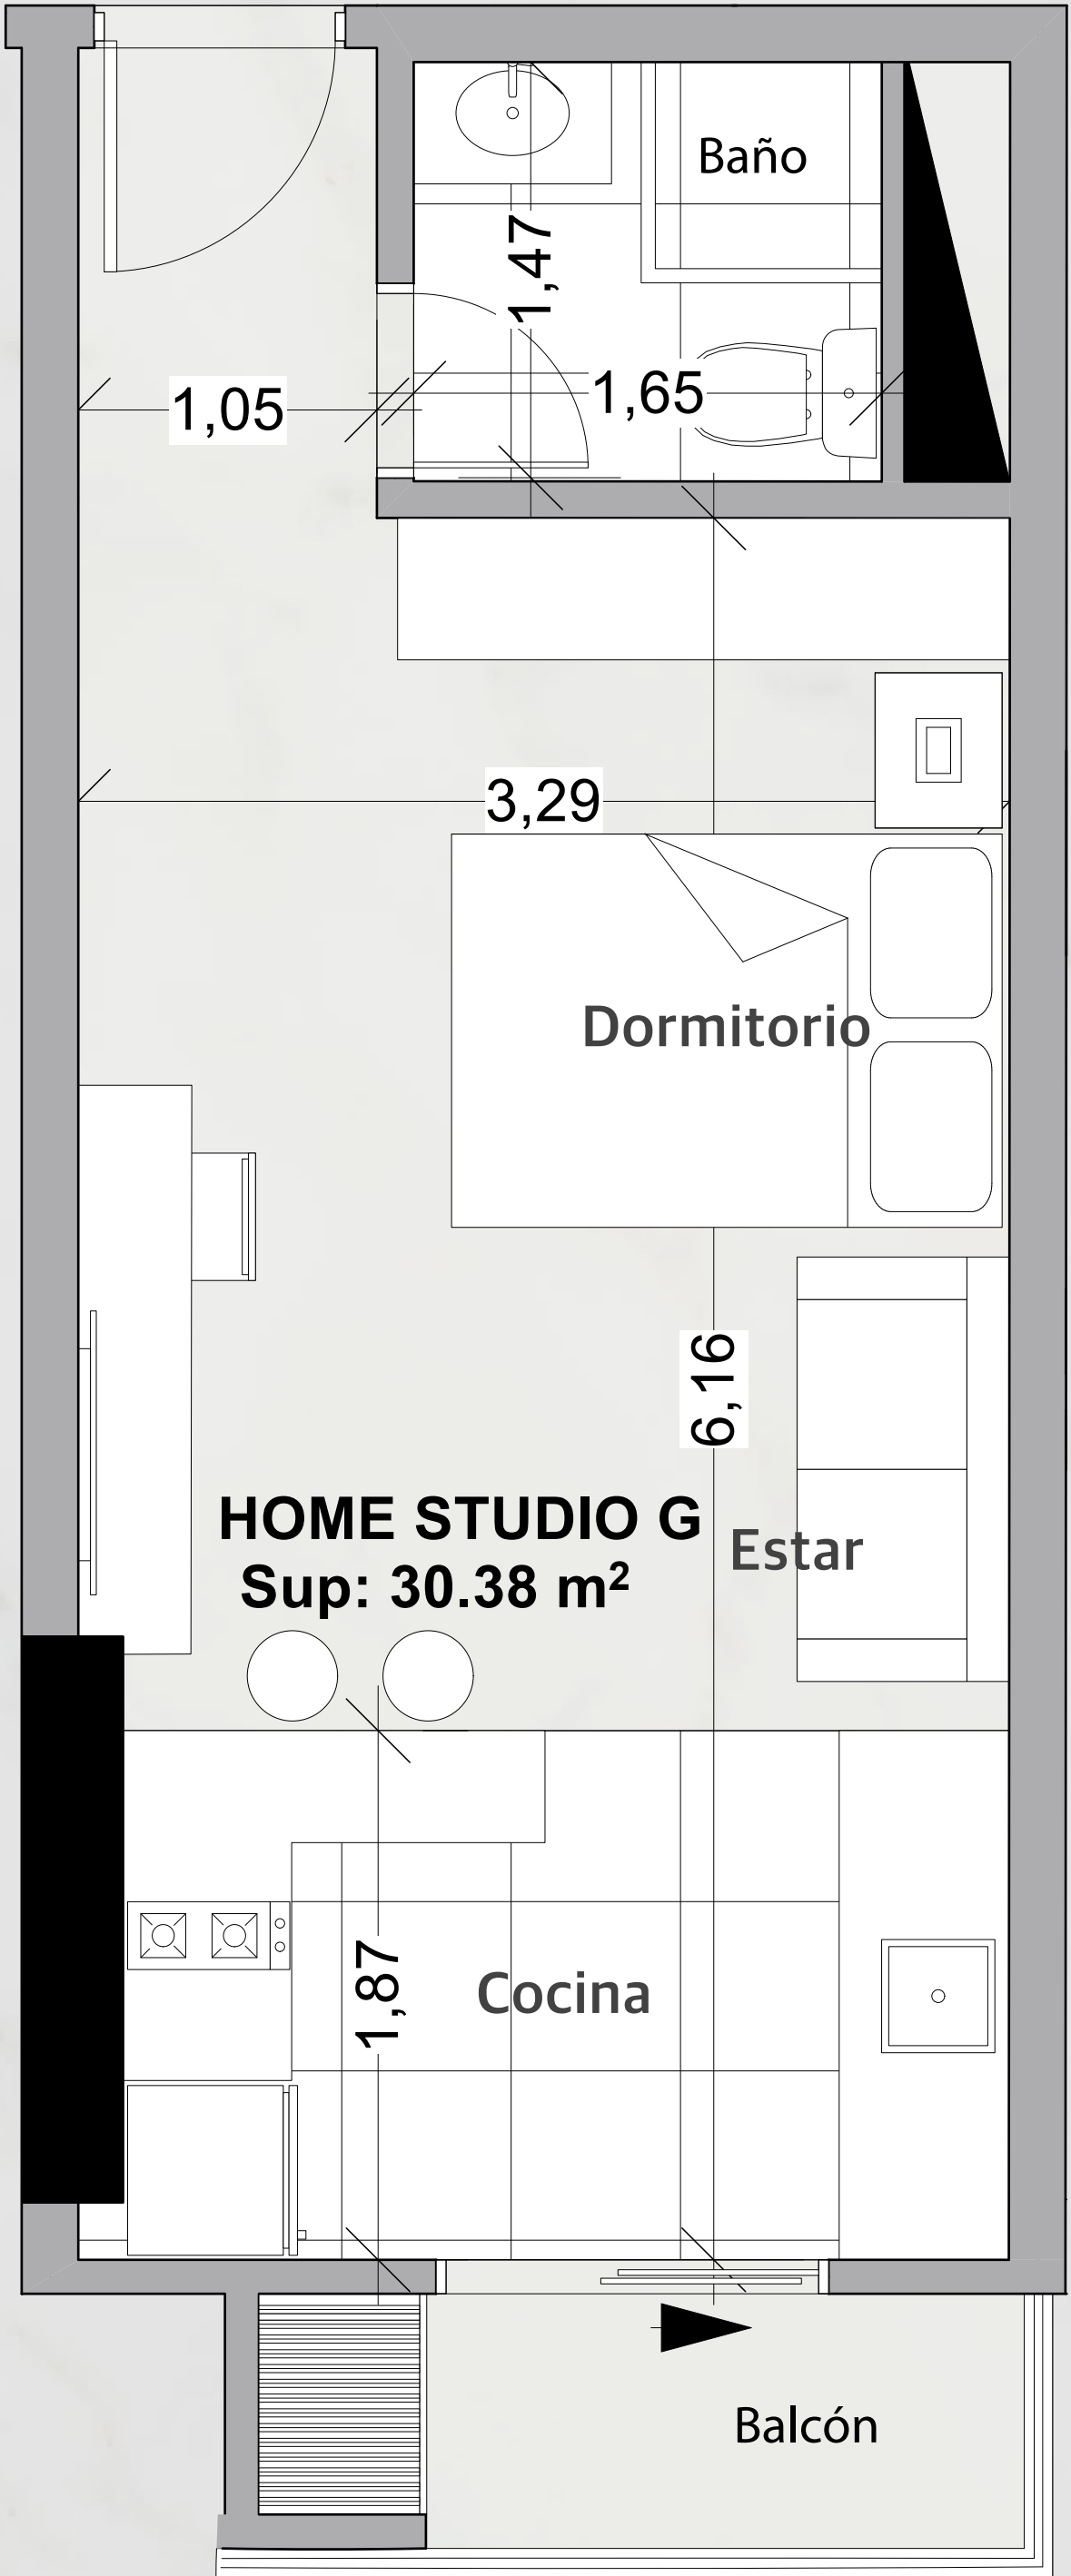 Baño
1,47
1,05
1,65
3,29
Dormitorio
6,16
HOME STUDIO G
Sup: 30.38 m²
Estar
1,87
Cocina
Balcón